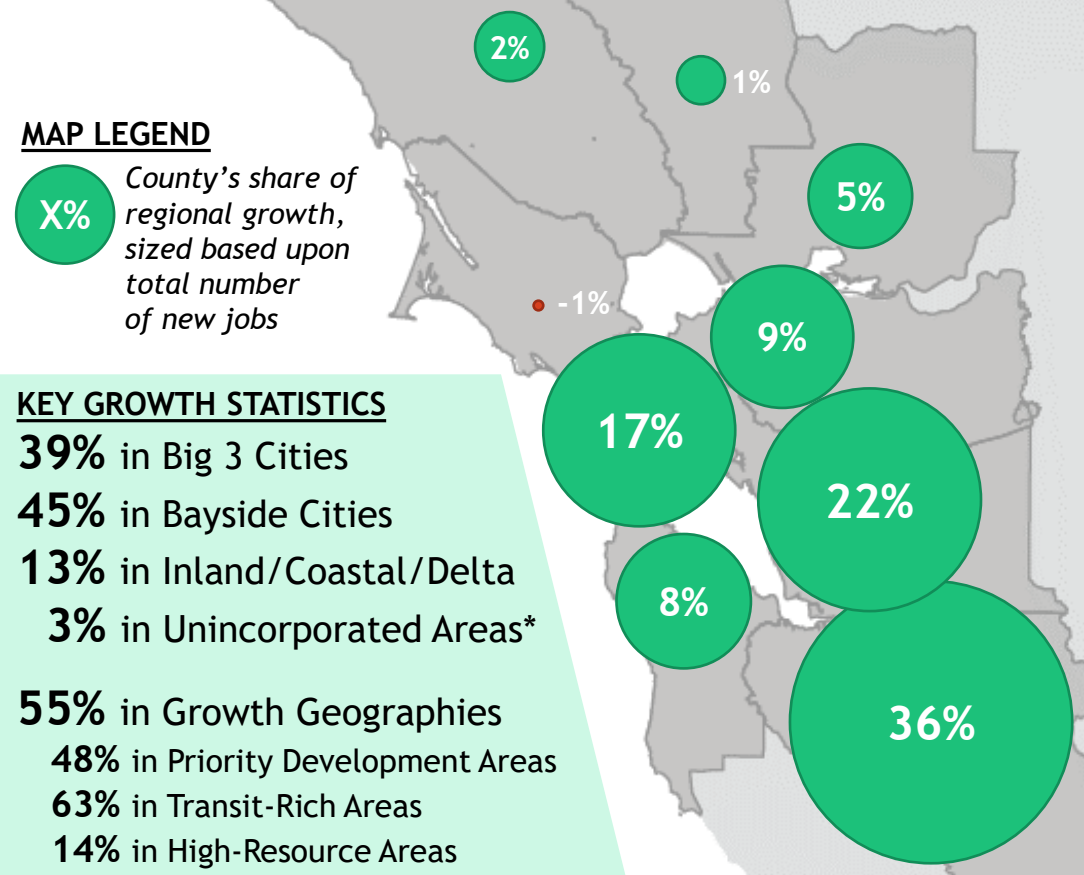 2%
1%
MAP LEGEND
X%
County’s share of
regional growth,
sized based upon
total number
of new jobs
5%
-1%
9%
17%
22%
8%
36%
KEY GROWTH STATISTICS
39% in Big 3 Cities
45% in Bayside Cities
13% in Inland/Coastal/Delta
3% in Unincorporated Areas*
55% in Growth Geographies
48% in Priority Development Areas
63% in Transit-Rich Areas
14% in High-Resource Areas